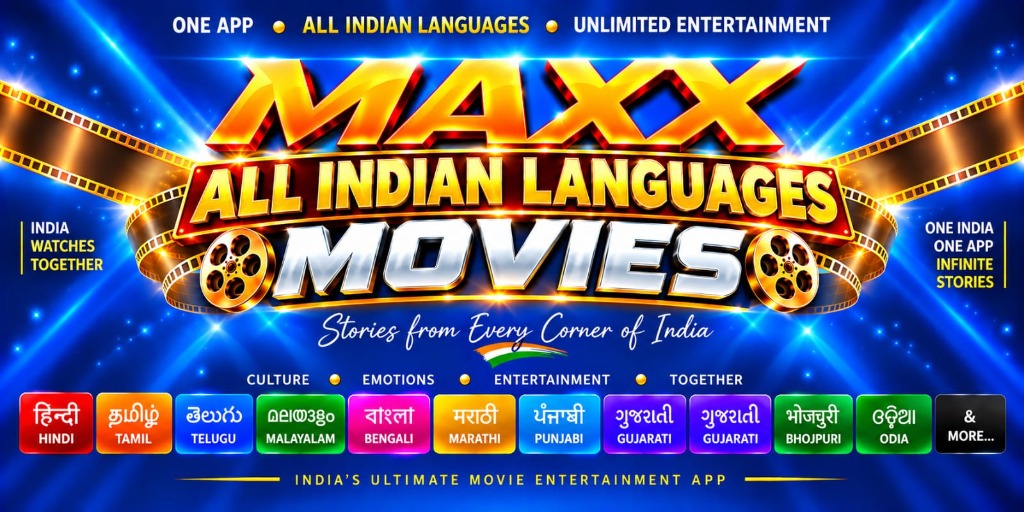 ONE APP ● ALL INDIAN LANGUAGES ● UNLIMITED ENTERTAINMENT
MAXX
ALL INDIAN LANGUAGES
MOVIES
INDIA
WATCHES
TOGETHER
ONE INDIA
ONE APP
INFINITE
STORIES
Stories from Every Corner of India
CULTURE ● EMOTIONS ● ENTERTAINMENT ● TOGETHER
हिन्दी
HINDI
தமிழ்
TAMIL
తెలుగు
TELUGU
MALAYALAM
বাংলা
BENGALI
मराठी
MARATHI
ਪੰਜਾਬੀ
PUNJABI
ગુજરાતી
GUJARATI
ગુજરાતી
GUJARATI
भोजपुरी
BHOJPURI
ଓଡ଼ିଆ
ODIA
&
MORE...
INDIA'S ULTIMATE MOVIE ENTERTAINMENT APP